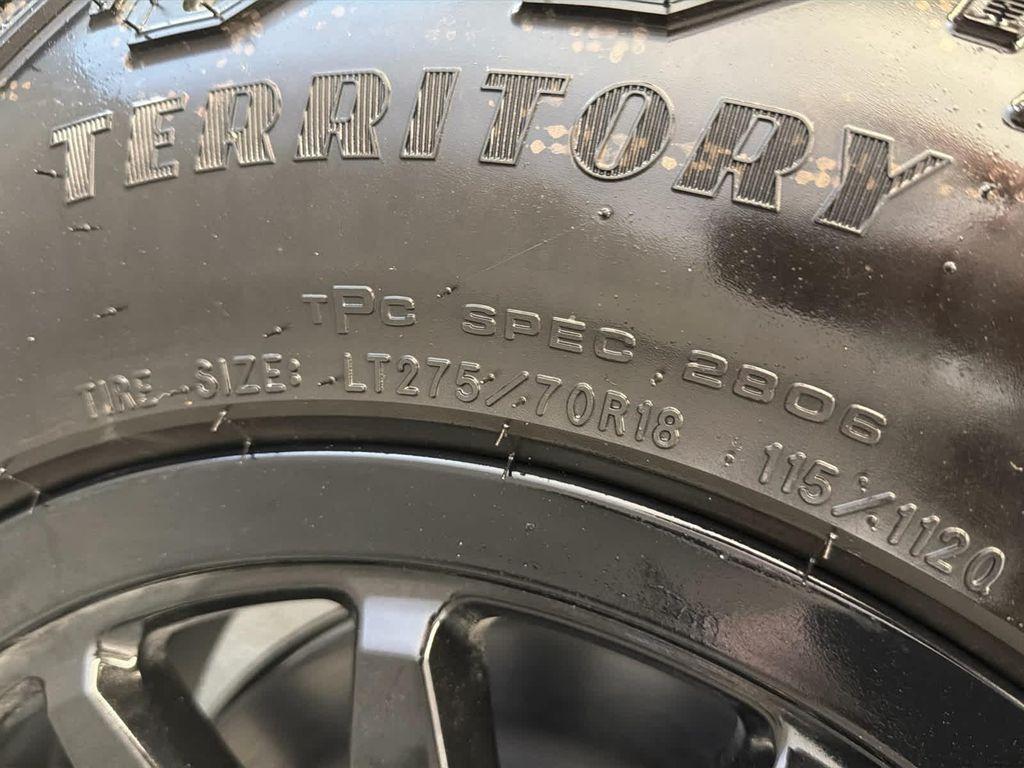 TERRITORY
TPC SPEC 2806
TIRE SIZE: LT275/70R18 115/112Q